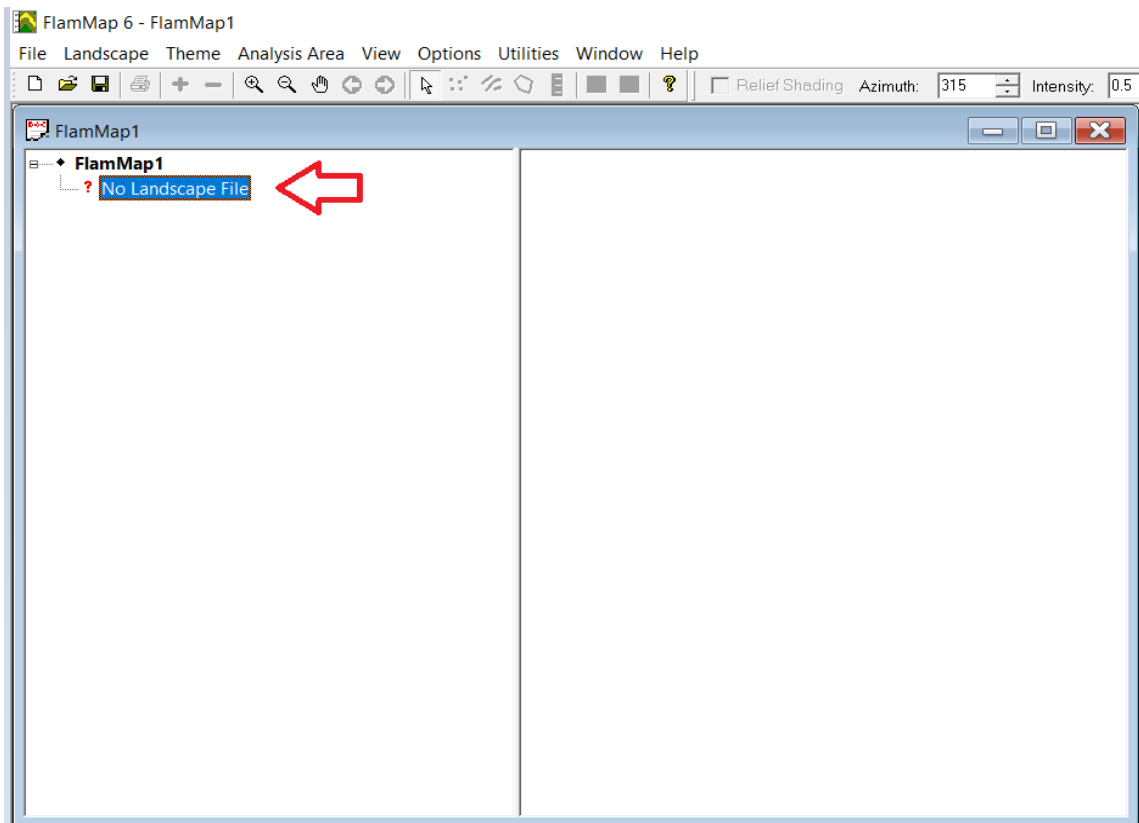 FlamMap 6 - FlamMap1
File Landscape Theme Analysis Area View Options Utilities Window Help
Relief Shading Azimuth: 315 Intensity: 0.5
FlamMap1
FlamMap1
? No Landscape File